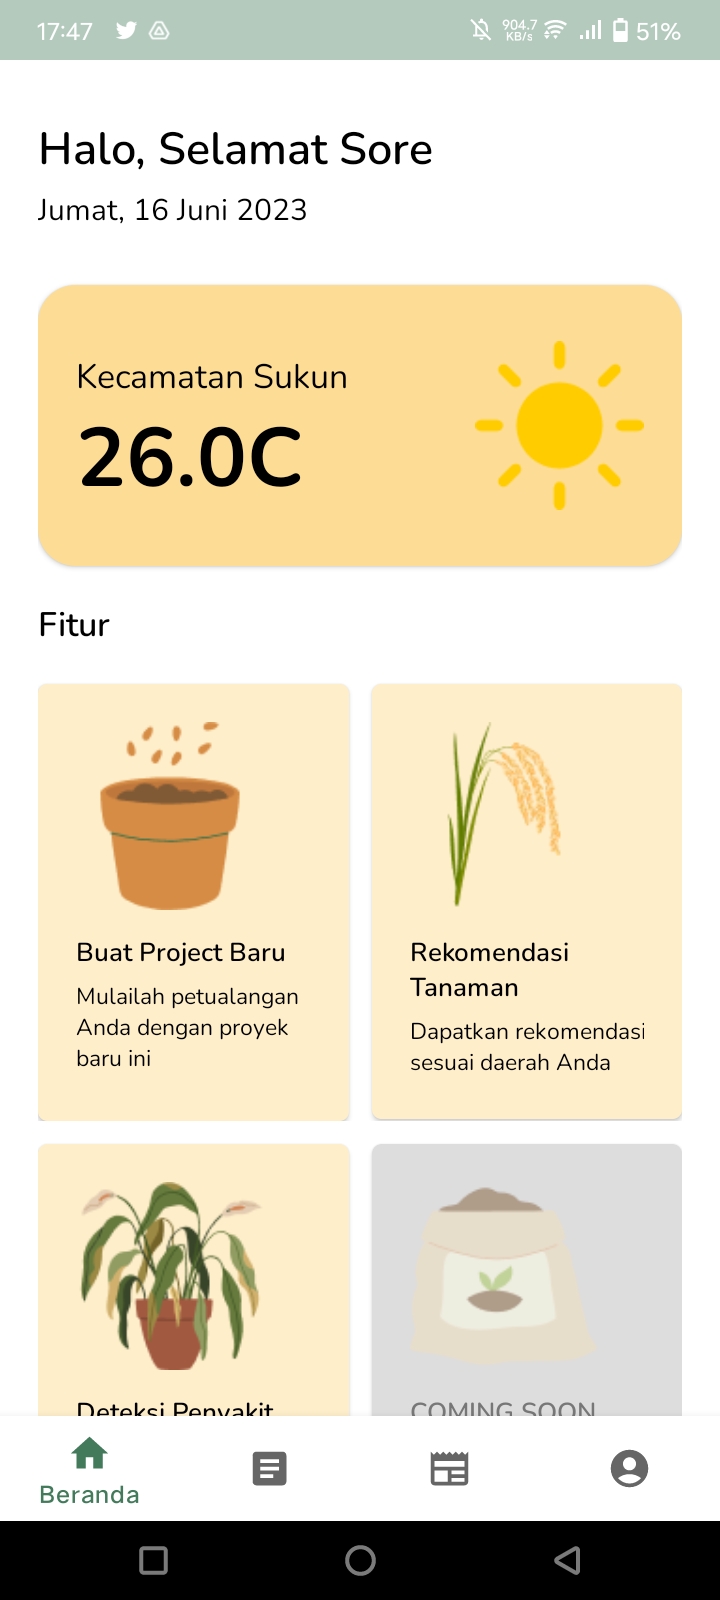 17:47
904.7
KB/s
51%
Halo, Selamat Sore
Jumat, 16 Juni 2023
Kecamatan Sukun
26.0C
Fitur
Buat Project Baru
Mulailah petualangan
Anda dengan proyek
baru ini
Rekomendasi
Tanaman
Dapatkan rekomendasi
sesuai daerah Anda
Deteksi Penyakit
COMING SOON
Beranda